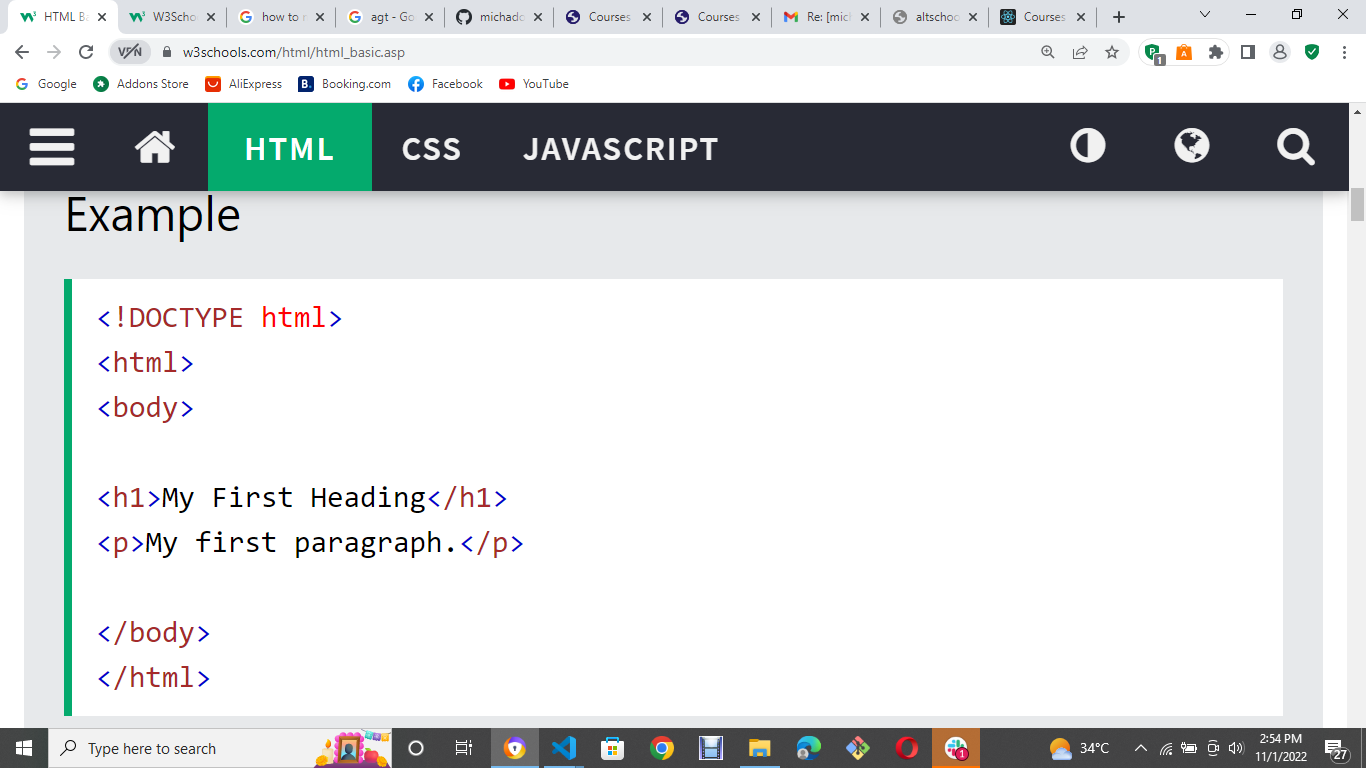 HTML Ba
W3Scho
how to m
agt - Go
michado
Courses
Courses
Re: [mic
altschoo
Courses
VPN
w3schools.com/html/html_basic.asp
1
Google
Addons Store
AliExpress
B. Booking.com
Facebook
YouTube
HTML
CSS
JAVASCRIPT
Example
<!DOCTYPE html>
<html>
<body>
<h1>My First Heading</h1>
<p>My first paragraph.</p>
</body>
</html>
Type here to search
1
34°C
2:54 PM
11/1/2022
27